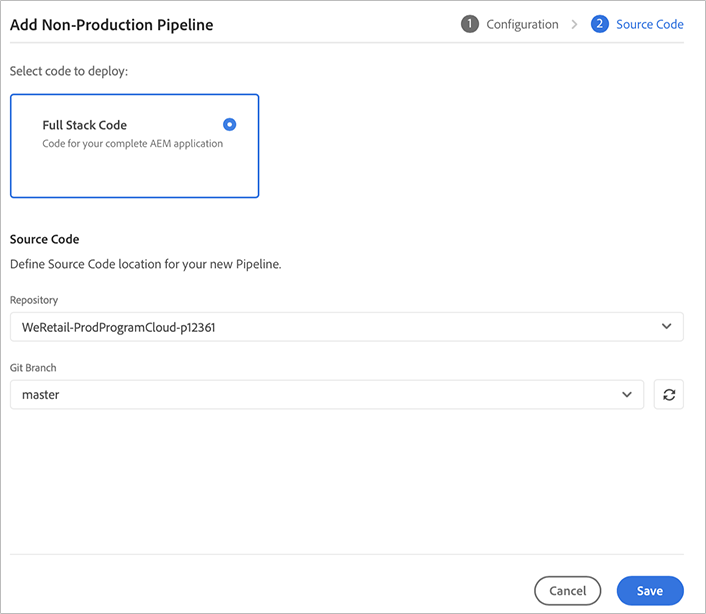 Add Non-Production Pipeline
1 Configuration > 2 Source Code
Select code to deploy:
Full Stack Code
Code for your complete AEM application
Source Code
Define Source Code location for your new Pipeline.
Repository
WeRetail-ProdProgramCloud-p12361
Git Branch
master
Cancel Save